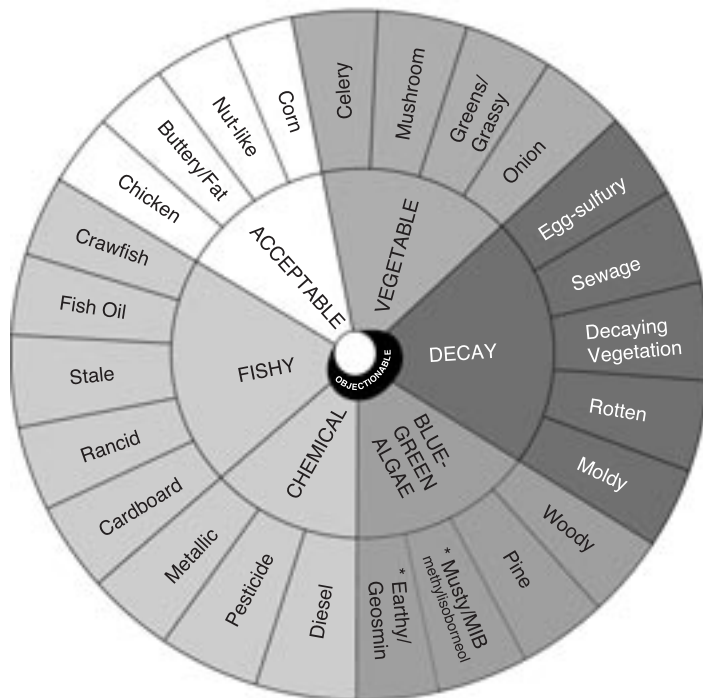 Celery
Mushroom
Greens/
Grassy
Onion
Egg-sulfury
Sewage
Decaying
Vegetation
Rotten
Moldy
Woody
Pine
* Musty/MIB
methylisoborneol
* Earthy/
Geosmin
Diesel
Pesticide
Metallic
Cardboard
Rancid
Stale
Fish Oil
Crawfish
Chicken
Buttery/Fat
Nut-like
Corn
ACCEPTABLE
VEGETABLE
DECAY
BLUE-
GREEN
ALGAE
CHEMICAL
FISHY
OBJECTIONABLE